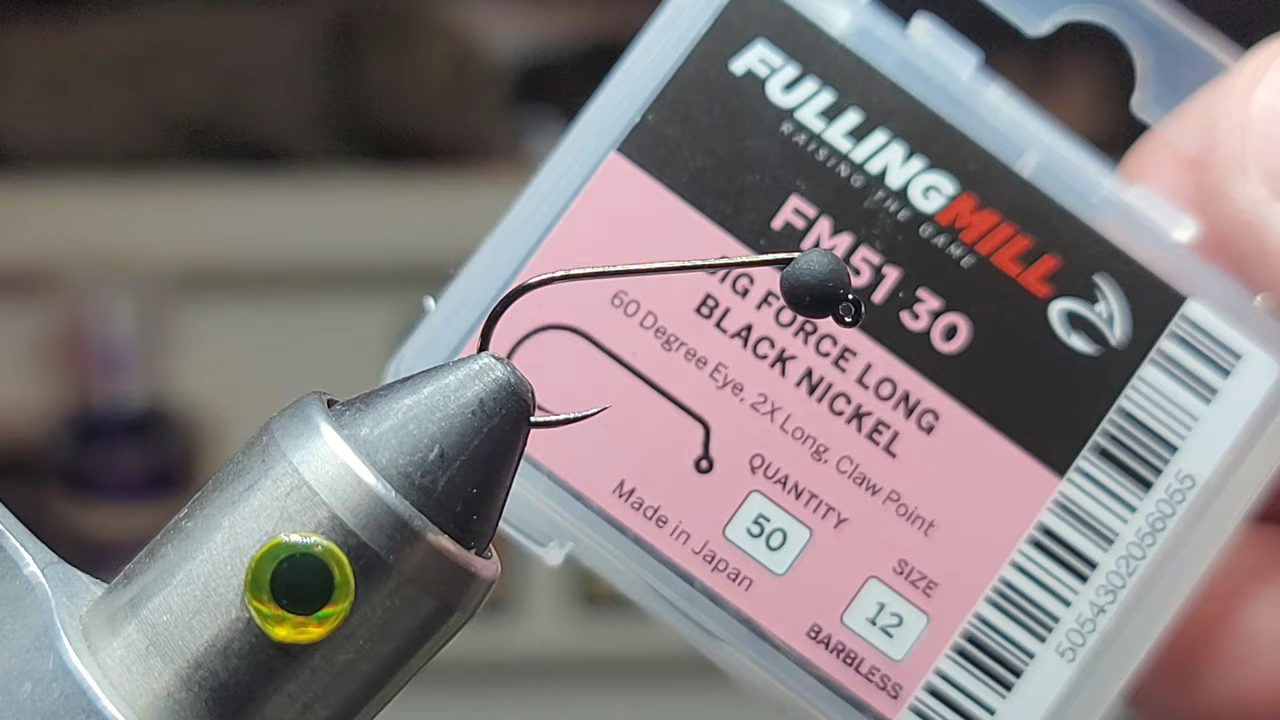 FULLINGMILL
RAISING THE GAME
FM51 30
JIG FORCE LONG
BLACK NICKEL
60 Degree Eye, 2X Long, Claw Point
QUANTITY
50
SIZE
12
Made in Japan
BARBLESS
5054302056055